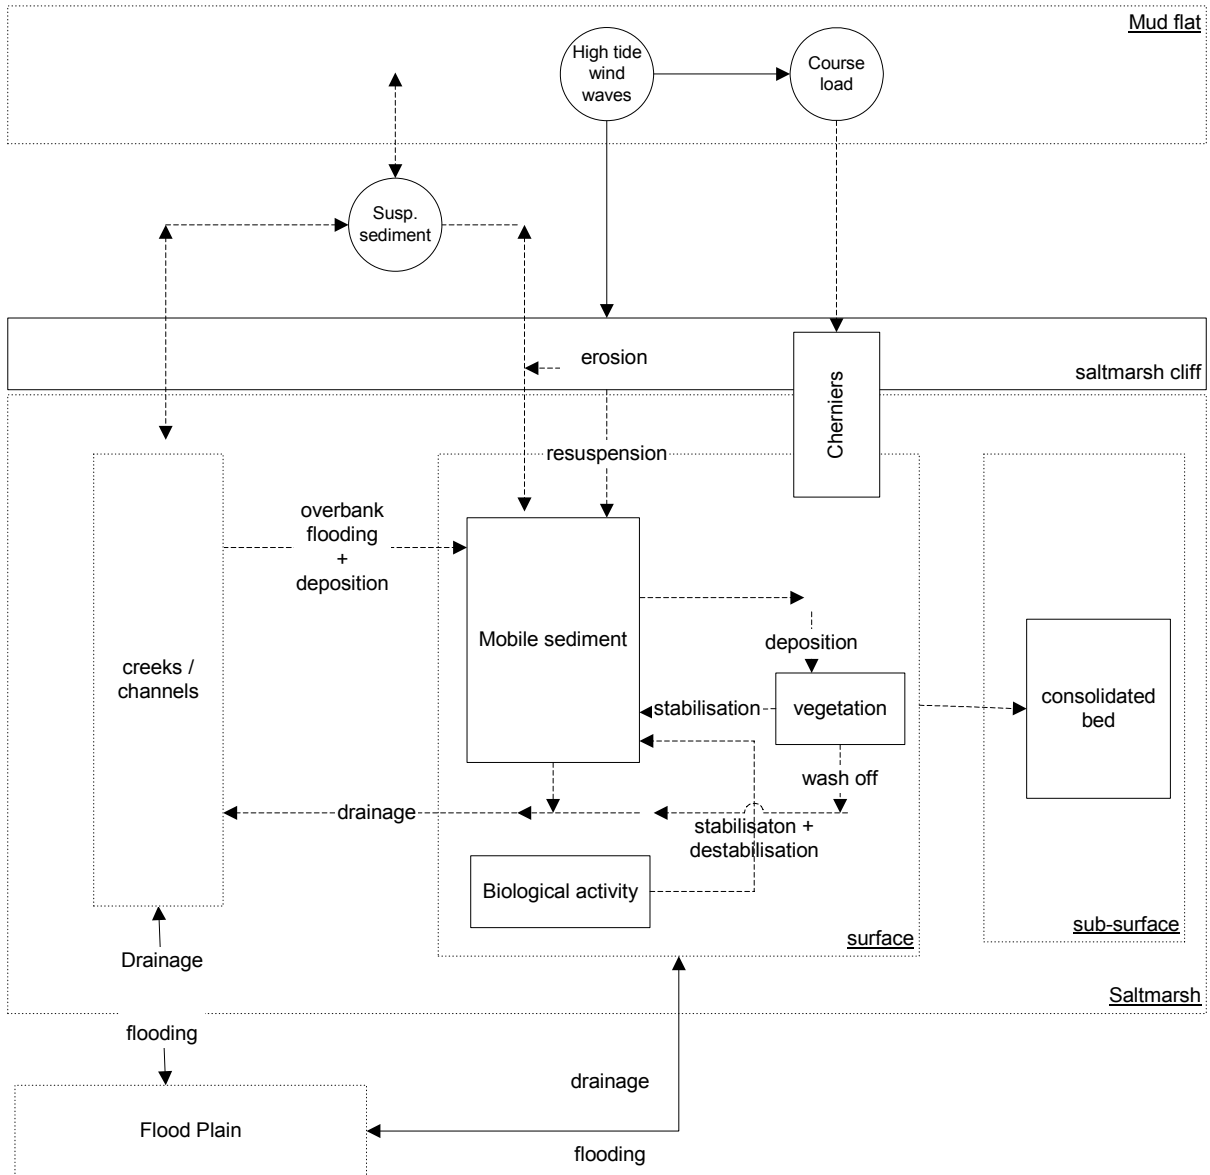 Mud flat
High tide
wind
waves
Course
load
Susp.
sediment
erosion
saltmarsh cliff
Cherniers
resuspension
overbank
flooding
+
deposition
Mobile sediment
creeks /
channels
deposition
stabilisation
vegetation
consolidated
bed
wash off
drainage
stabilisaton +
destabilisation
Biological activity
surface
sub-surface
Drainage
Saltmarsh
flooding
drainage
Flood Plain
flooding